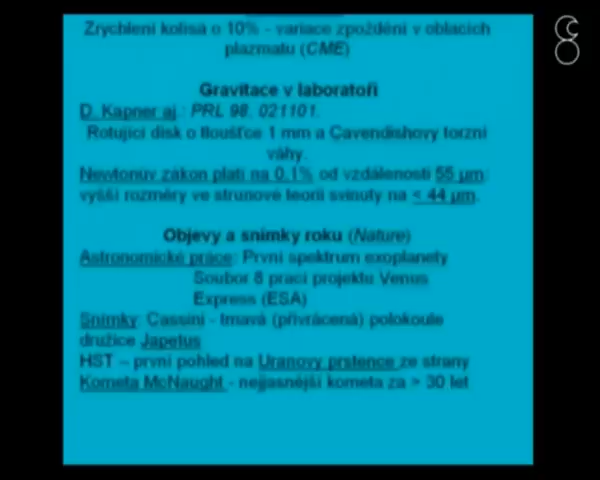 Zrychlení kolísá o 10% - variace zpoždění v oblacích
plazmatu (CME)
Gravitace v laboratoři
D. Kapner aj.: PRL 98, 021101.
Rotující disk o tloušťce 1 mm a Cavendishovy torzní
váhy.
Newtonův zákon platí na 0,1% od vzdálenosti 55 μm
vyšší rozměry ve strunové teorii svinuty na < 44 μm.
Objevy a snímky roku (Nature)
Astronomické práce: První spektrum exoplanety
Soubor 8 prací projektu Venus
Express (ESA)
Snímky: Cassini - tmavá (přivrácená) polokoule
družice Japetus
HST – první pohled na Uranovy prstence ze strany
Kometa McNaught - nejjasnější kometa za > 30 let